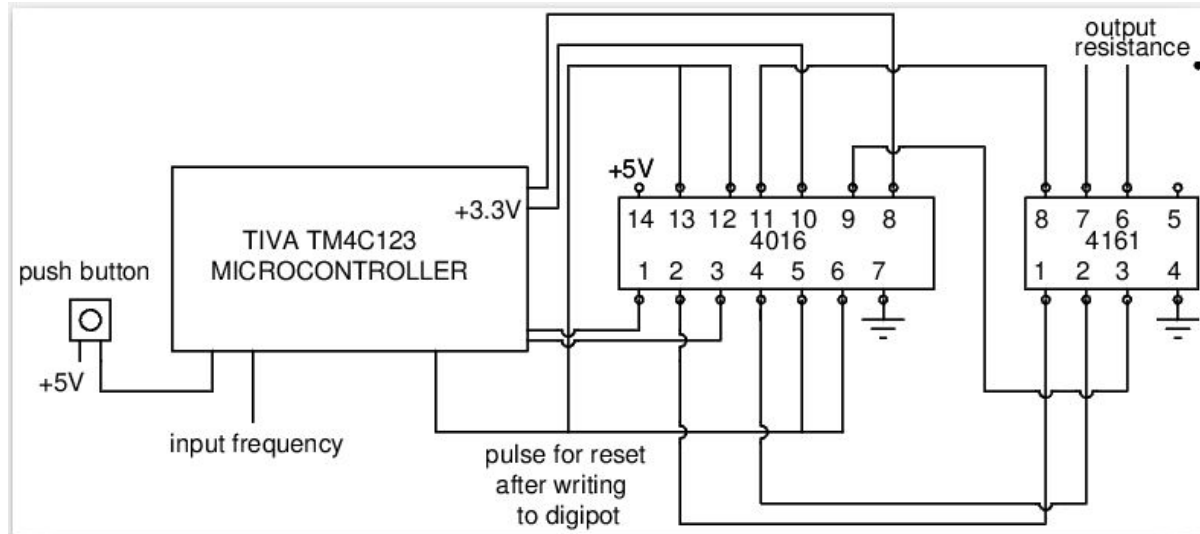 output
resistance
+5V
+3.3V
14 13 12 11 10 9 8
8 7 6 5
TIVA TM4C123
MICROCONTROLLER
4016
4161
push button
1 2 3 4 5 6 7
1 2 3 4
+5V
input frequency
pulse for reset
after writing
to digipot